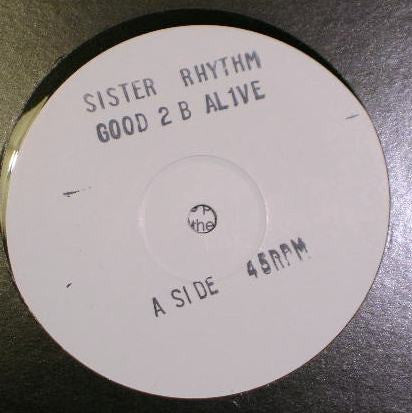 SISTER RHYTHM
GOOD 2 B AL1VE
the
A SIDE 45RPM